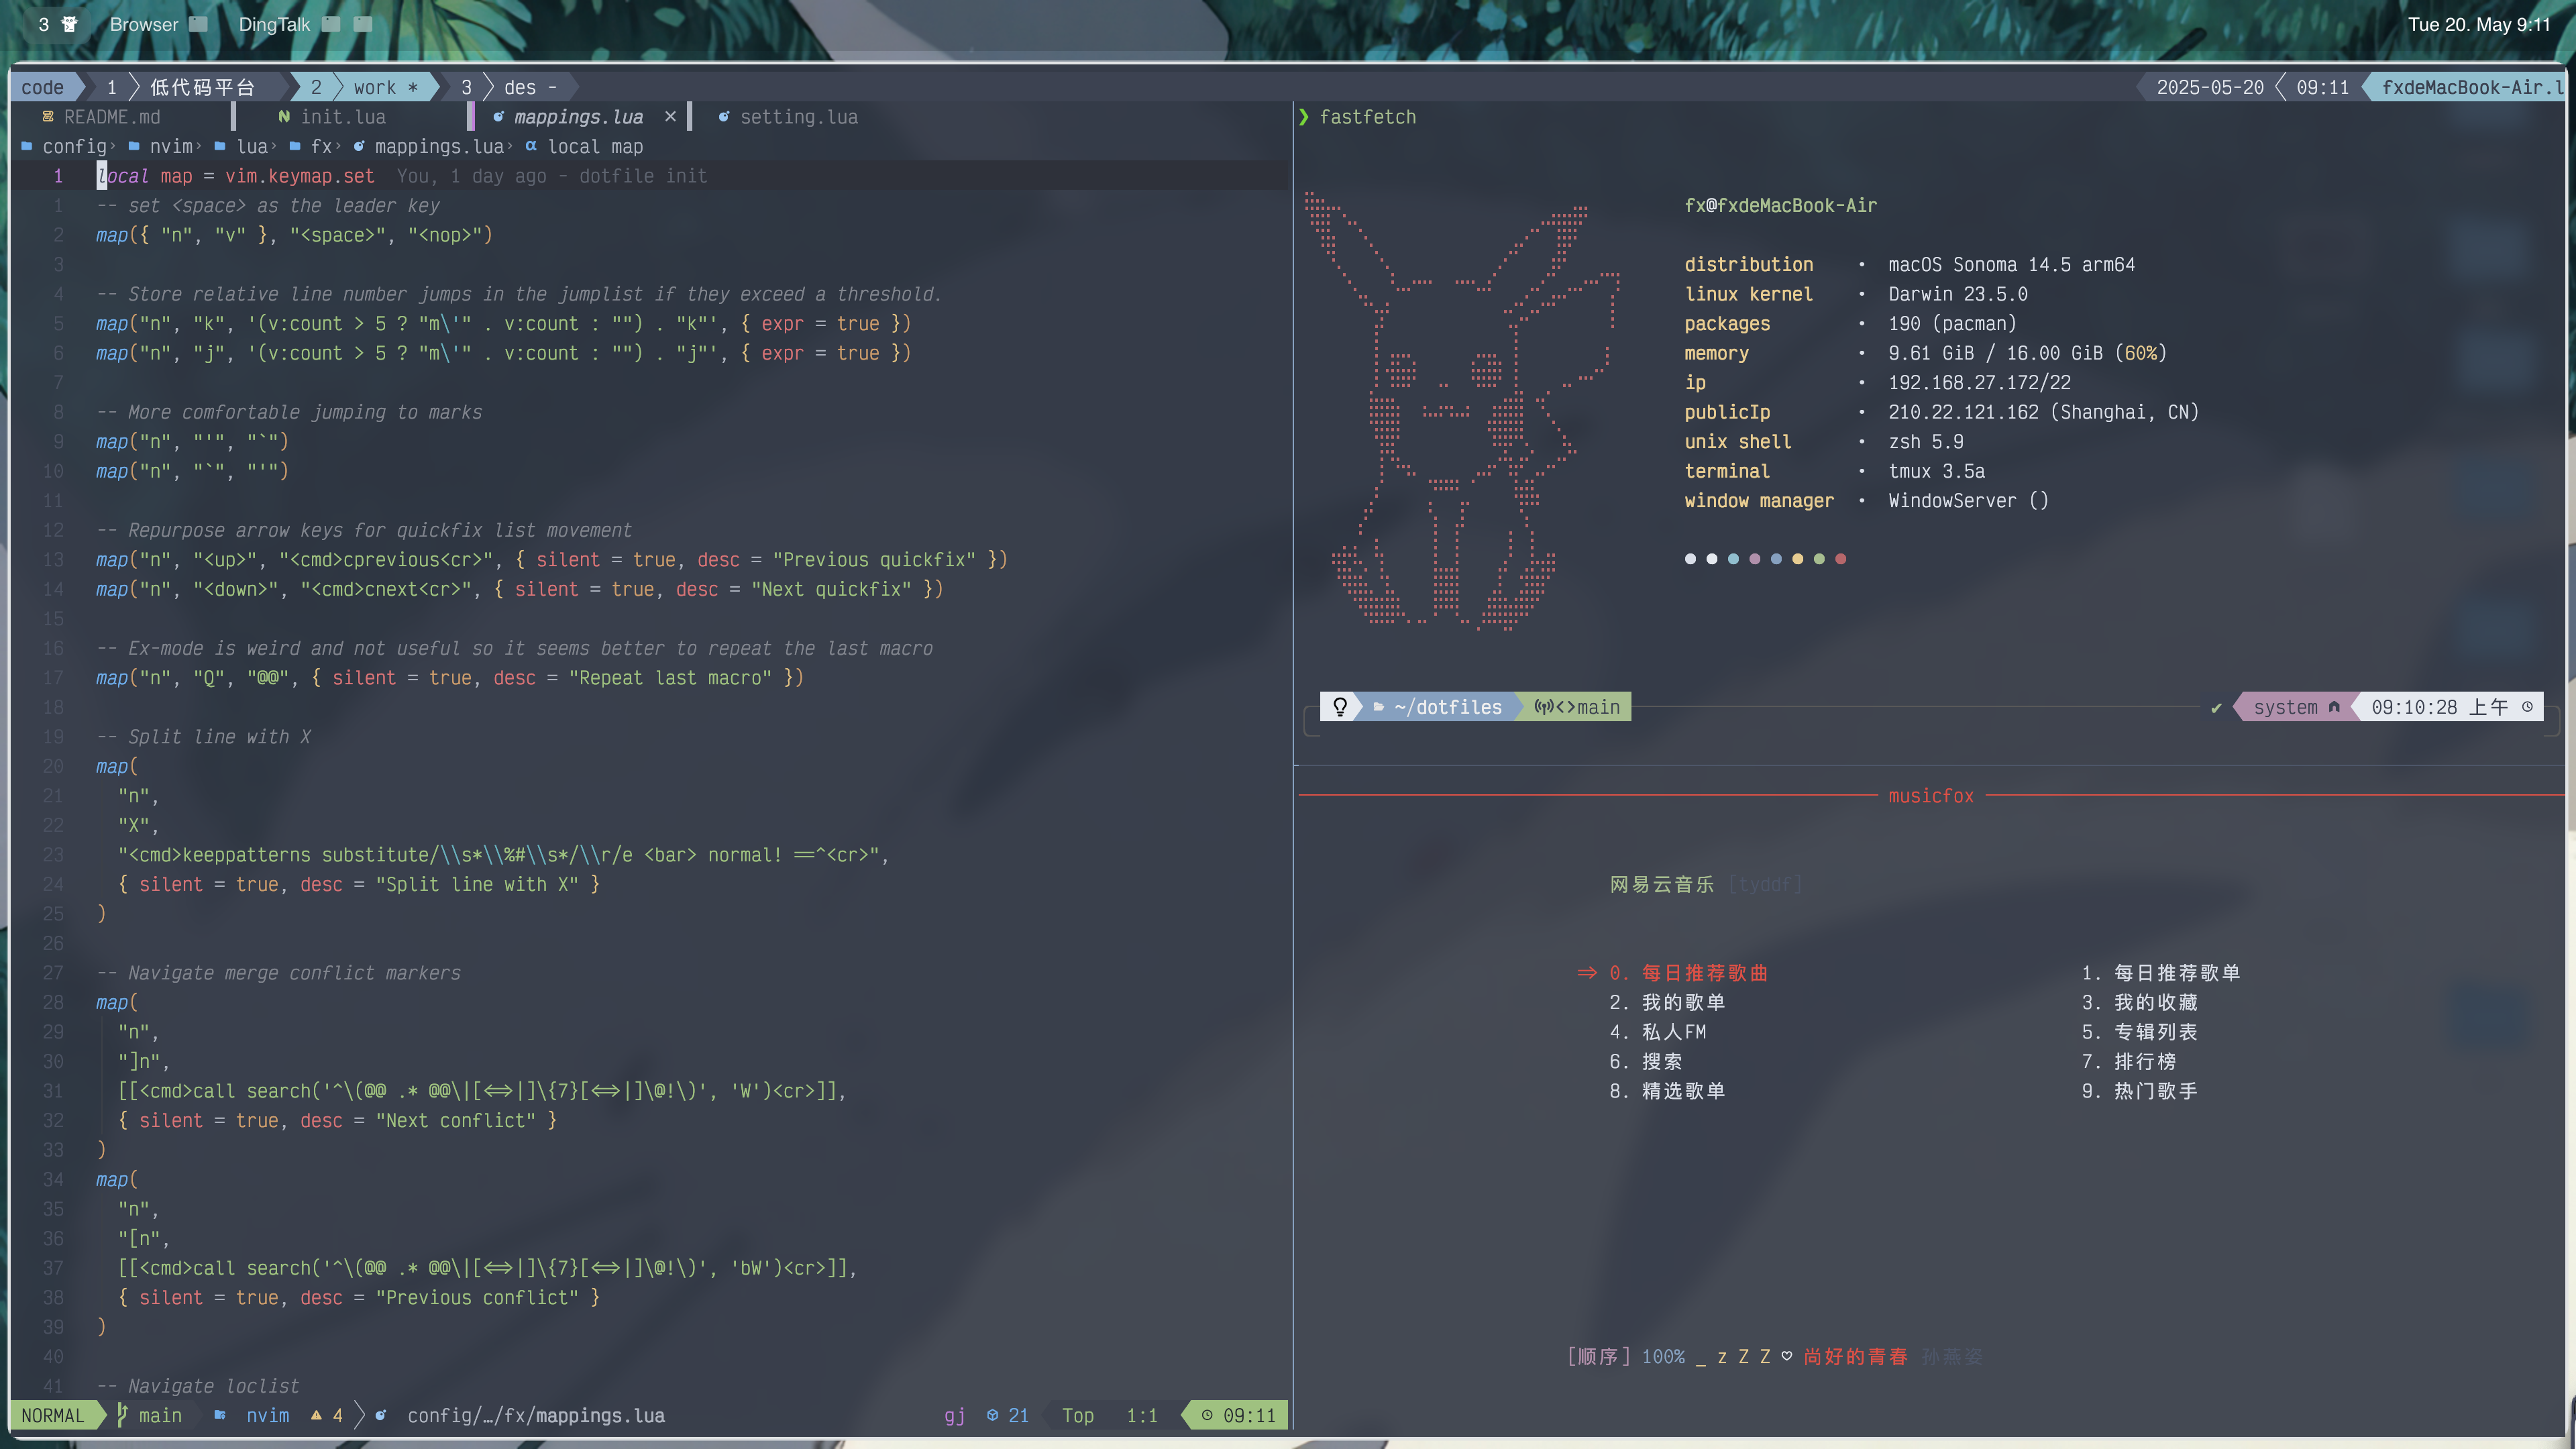 3 Browser DingTalk Tue 20. May 9:11
code 1 低代码平台 2 work * 3 des - 2025-05-20 09:11 fxdeMacBook-Air.l
README.md init.lua mappings.lua × setting.lua
config › nvim › lua › fx › mappings.lua › α local map
1 local map = vim.keymap.set You, 1 day ago - dotfile init
1 -- set <space> as the leader key
2 map({ "n", "v" }, "<space>", "<nop>")
3
4 -- Store relative line number jumps in the jumplist if they exceed a threshold.
5 map("n", "k", '(v:count > 5 ? "m\'" . v:count : "") . "k"', { expr = true })
6 map("n", "j", '(v:count > 5 ? "m\'" . v:count : "") . "j"', { expr = true })
7
8 -- More comfortable jumping to marks
9 map("n", "'", "`")
10 map("n", "`", "'")
11
12 -- Repurpose arrow keys for quickfix list movement
13 map("n", "<up>", "<cmd>cprevious<cr>", { silent = true, desc = "Previous quickfix" })
14 map("n", "<down>", "<cmd>cnext<cr>", { silent = true, desc = "Next quickfix" })
15
16 -- Ex-mode is weird and not useful so it seems better to repeat the last macro
17 map("n", "Q", "@@", { silent = true, desc = "Repeat last macro" })
18
19 -- Split line with X
20 map(
21 "n",
22 "X",
23 "<cmd>keeppatterns substitute/\\s*\\%#\\s*/\\r/e <bar> normal! ==^<cr>",
24 { silent = true, desc = "Split line with X" }
25 )
26
27 -- Navigate merge conflict markers
28 map(
29 "n",
30 "]n",
31 [[<cmd>call search('^\(@@ .* @@\|[<=>|]\{7}[<=>|]\@!\)', 'W')<cr>]],
32 { silent = true, desc = "Next conflict" }
33 )
34 map(
35 "n",
36 "[n",
37 [[<cmd>call search('^\(@@ .* @@\|[<=>|]\{7}[<=>|]\@!\)', 'bW')<cr>]],
38 { silent = true, desc = "Previous conflict" }
39 )
40
41 -- Navigate loclist
NORMAL main nvim 4 config/…/fx/mappings.lua gj 21 Top 1:1 09:11
❯ fastfetch
fx@fxdeMacBook-Air
distribution • macOS Sonoma 14.5 arm64
linux kernel • Darwin 23.5.0
packages • 190 (pacman)
memory • 9.61 GiB / 16.00 GiB (60%)
ip • 192.168.27.172/22
publicIp • 210.22.121.162 (Shanghai, CN)
unix shell • zsh 5.9
terminal • tmux 3.5a
window manager • WindowServer ()
~/dotfiles main ✔ system 09:10:28 上午
musicfox
网易云音乐 [tyddf]
=> 0. 每日推荐歌曲 1. 每日推荐歌单
2. 我的歌单 3. 我的收藏
4. 私人FM 5. 专辑列表
6. 搜索 7. 排行榜
8. 精选歌单 9. 热门歌手
[顺序] 100% _ z Z Z ♡ 尚好的青春 孙燕姿